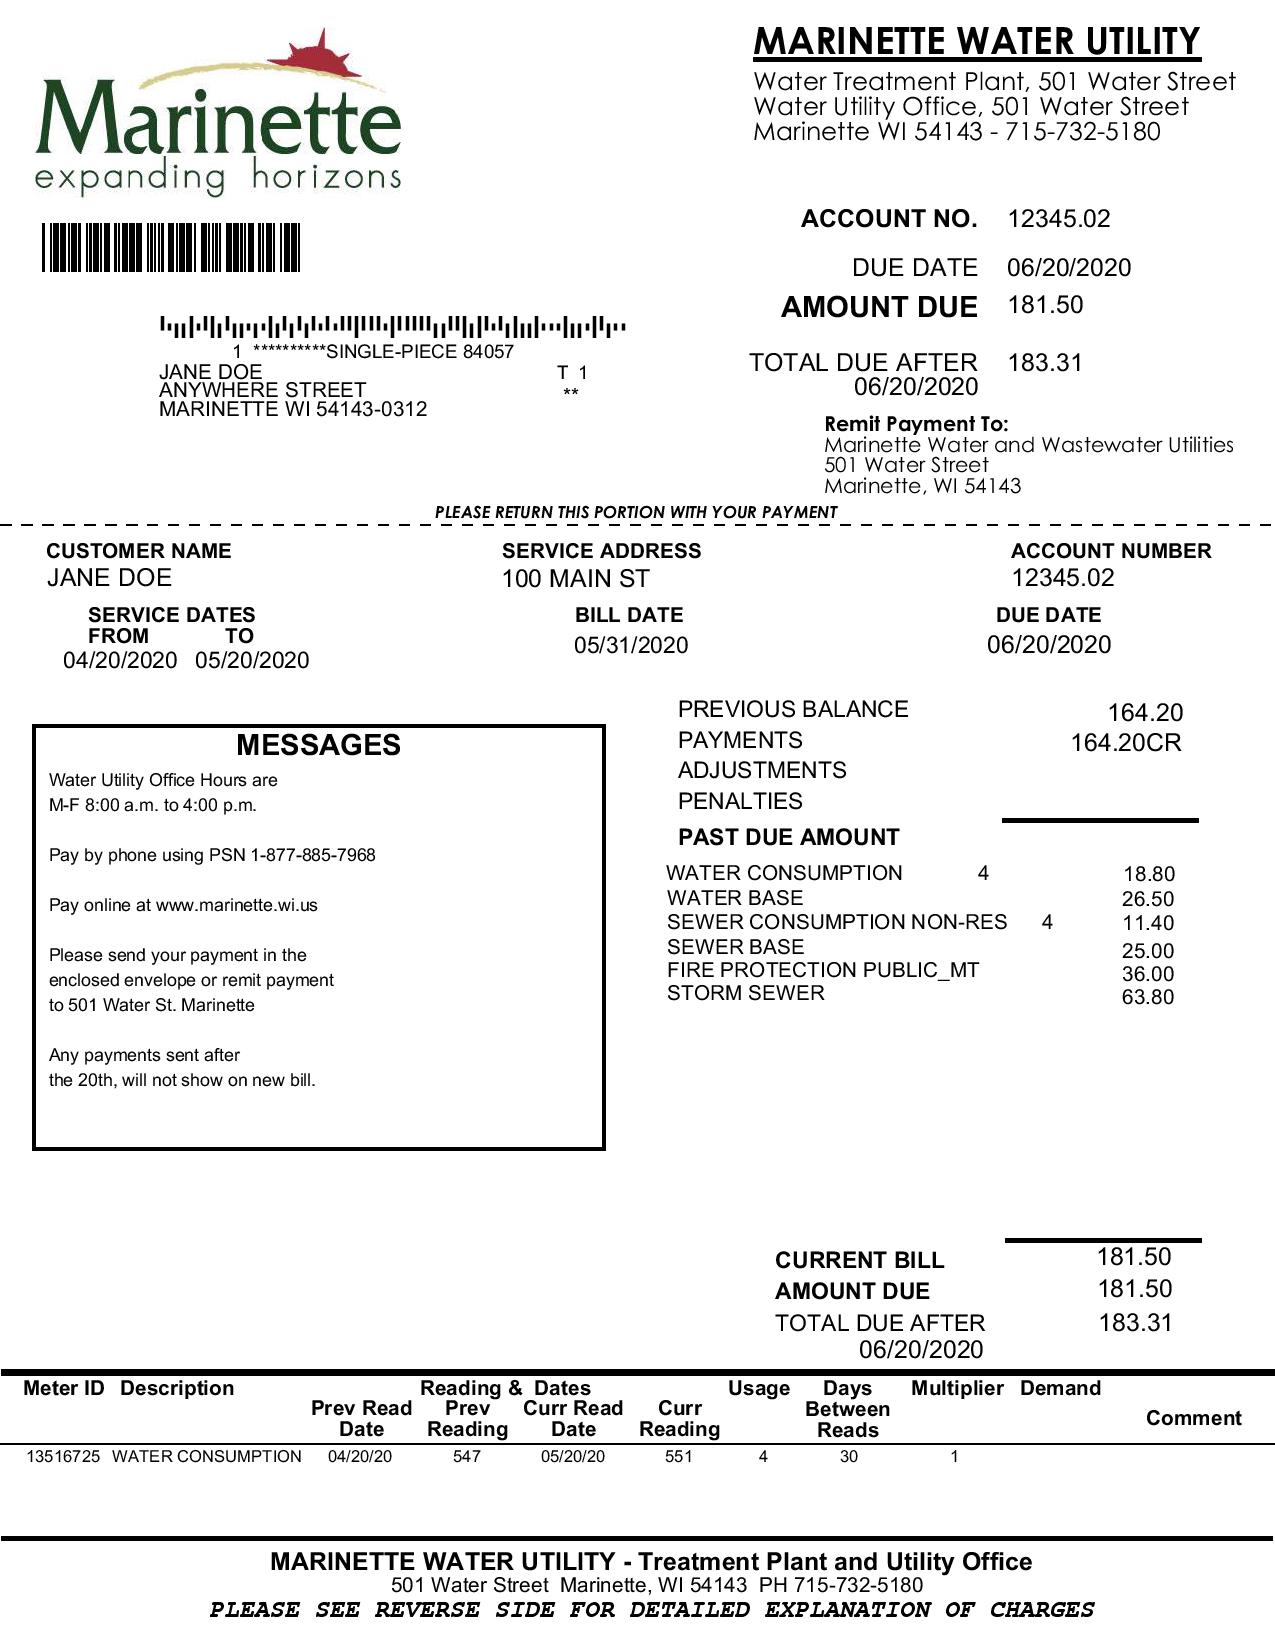 Marinette
expanding horizons
MARINETTE WATER UTILITY
Water Treatment Plant, 501 Water Street
Water Utility Office, 501 Water Street
Marinette WI 54143 - 715-732-5180
ACCOUNT NO. 12345.02
DUE DATE 06/20/2020
AMOUNT DUE 181.50
TOTAL DUE AFTER 183.31
06/20/2020
1 **********SINGLE-PIECE 84057
JANE DOE T 1
ANYWHERE STREET **
MARINETTE WI 54143-0312
Remit Payment To:
Marinette Water and Wastewater Utilities
501 Water Street
Marinette, WI 54143
PLEASE RETURN THIS PORTION WITH YOUR PAYMENT
CUSTOMER NAME SERVICE ADDRESS ACCOUNT NUMBER
JANE DOE 100 MAIN ST 12345.02
SERVICE DATES BILL DATE DUE DATE
FROM TO
04/20/2020 05/20/2020 05/31/2020 06/20/2020
MESSAGES
Water Utility Office Hours are
M-F 8:00 a.m. to 4:00 p.m.
Pay by phone using PSN 1-877-885-7968
Pay online at www.marinette.wi.us
Please send your payment in the
enclosed envelope or remit payment
to 501 Water St. Marinette
Any payments sent after
the 20th, will not show on new bill.
PREVIOUS BALANCE 164.20
PAYMENTS 164.20CR
ADJUSTMENTS
PENALTIES
PAST DUE AMOUNT
WATER CONSUMPTION 4 18.80
WATER BASE 26.50
SEWER CONSUMPTION NON-RES 4 11.40
SEWER BASE 25.00
FIRE PROTECTION PUBLIC_MT 36.00
STORM SEWER 63.80
CURRENT BILL 181.50
AMOUNT DUE 181.50
TOTAL DUE AFTER 183.31
06/20/2020
Meter ID Description Reading & Dates Usage Days Multiplier Demand
Prev Read Prev Curr Read Curr Between Comment
Date Reading Date Reading Reads
13516725 WATER CONSUMPTION 04/20/20 547 05/20/20 551 4 30 1
MARINETTE WATER UTILITY - Treatment Plant and Utility Office
501 Water Street Marinette, WI 54143 PH 715-732-5180
PLEASE SEE REVERSE SIDE FOR DETAILED EXPLANATION OF CHARGES